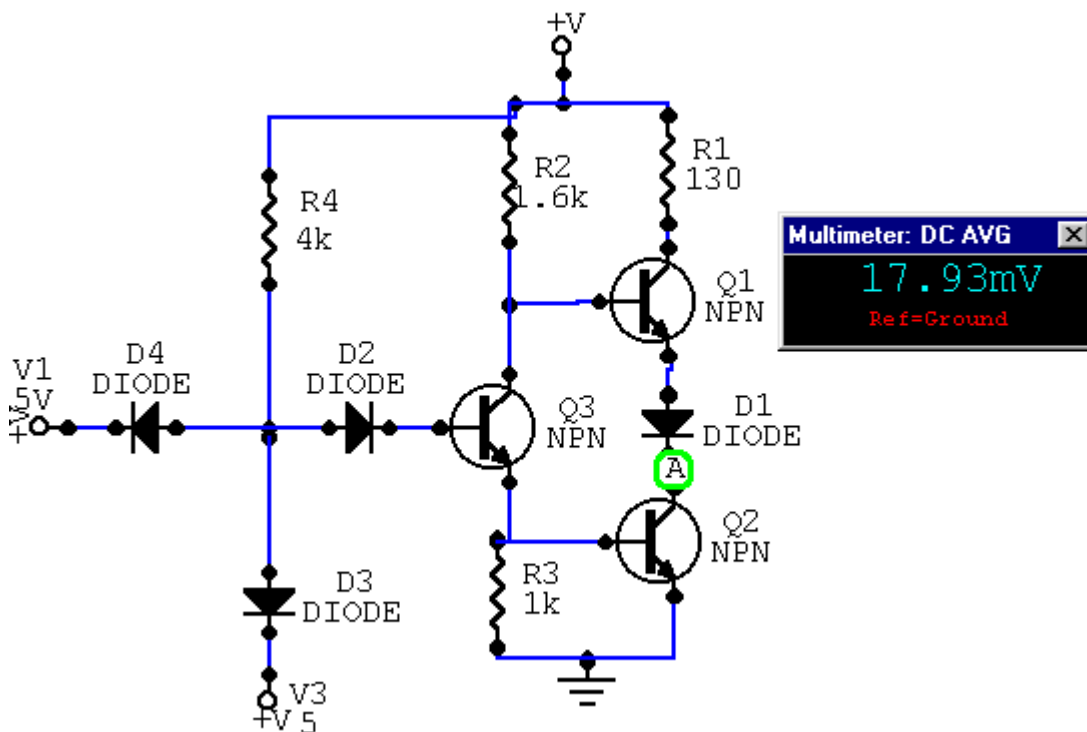 +V
R2
1.6k
R1
130
R4
4k
Multimeter: DC AVG
17.93mV
Ref=Ground
Q1
NPN
V1
5V
+V
D4
DIODE
D2
DIODE
Q3
NPN
D1
DIODE
A
Q2
NPN
R3
1k
D3
DIODE
V3
+V 5